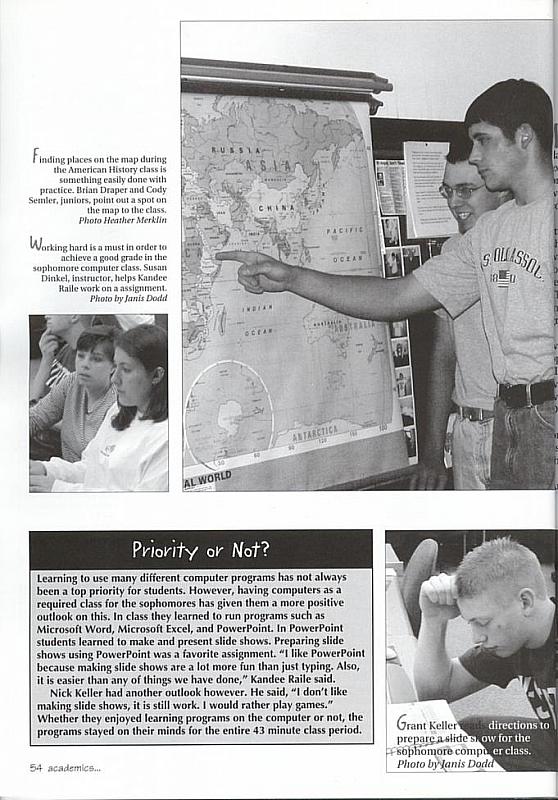 Finding places on the map during
the American History class is
something easily done with
practice. Brian Draper and Cody
Semler, juniors, point out a spot on
the map to the class.
Photo Heather Merklin
Working hard is a must in order to
achieve a good grade in the
sophomore computer class. Susan
Dinkel, instructor, helps Kandee
Raile work on a assignment.
Photo by Janis Dodd
RUSSIA
ASIA
CHINA
PACIFIC
OCEAN
INDIAN
OCEAN
AUSTRALIA
ANTARCTICA
AL WORLD
Priority or Not?
Learning to use many different computer programs has not always
been a top priority for students. However, having computers as a
required class for the sophomores has given them a more positive
outlook on this. In class they learned to run programs such as
Microsoft Word, Microsoft Excel, and PowerPoint. In PowerPoint
students learned to make and present slide shows. Preparing slide
shows using PowerPoint was a favorite assignment. “I like PowerPoint
because making slide shows are a lot more fun than just typing. Also,
it is easier than any of things we have done,” Kandee Raile said.
Nick Keller had another outlook however. He said, “I don’t like
making slide shows, it is still work. I would rather play games.”
Whether they enjoyed learning programs on the computer or not, the
programs stayed on their minds for the entire 43 minute class period.
Grant Keller reads directions to
prepare a slide show for the
sophomore computer class.
Photo by Janis Dodd
54 academics...